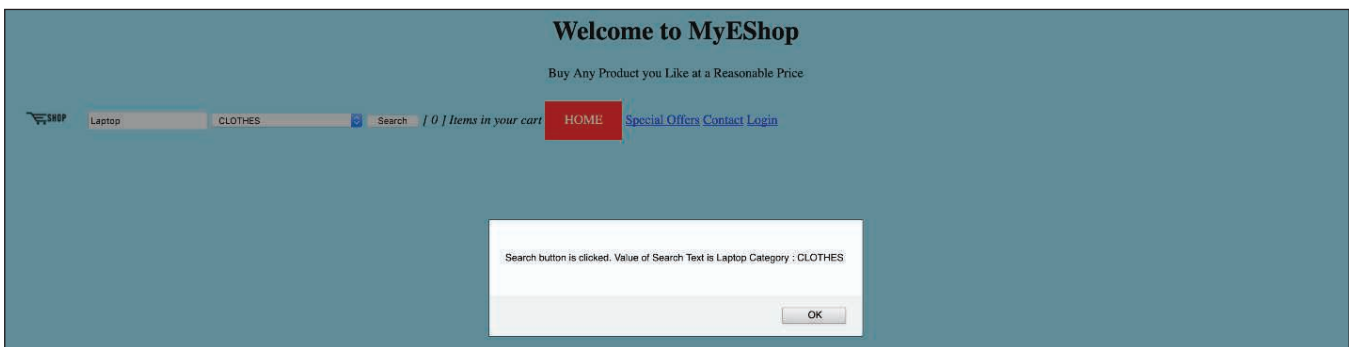 Welcome to MyEShop
Buy Any Product you Like at a Reasonable Price
SHOP Laptop CLOTHES Search [ 0 ] Items in your cart HOME Special Offers Contact Login
Search button is clicked. Value of Search Text is Laptop Category : CLOTHES
OK